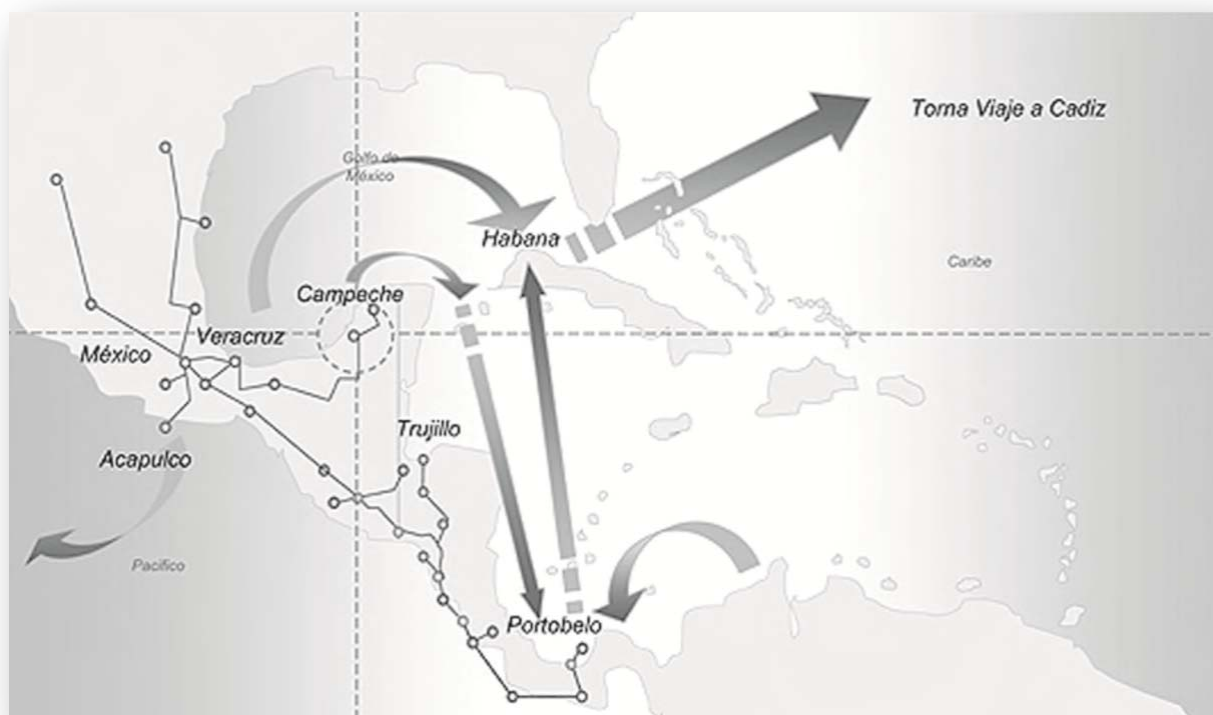 Torna Viaje a Cadiz
Golfo de
México
Habana
Caribe
Campeche
Veracruz
México
Trujillo
Acapulco
Pacifico
Portobelo